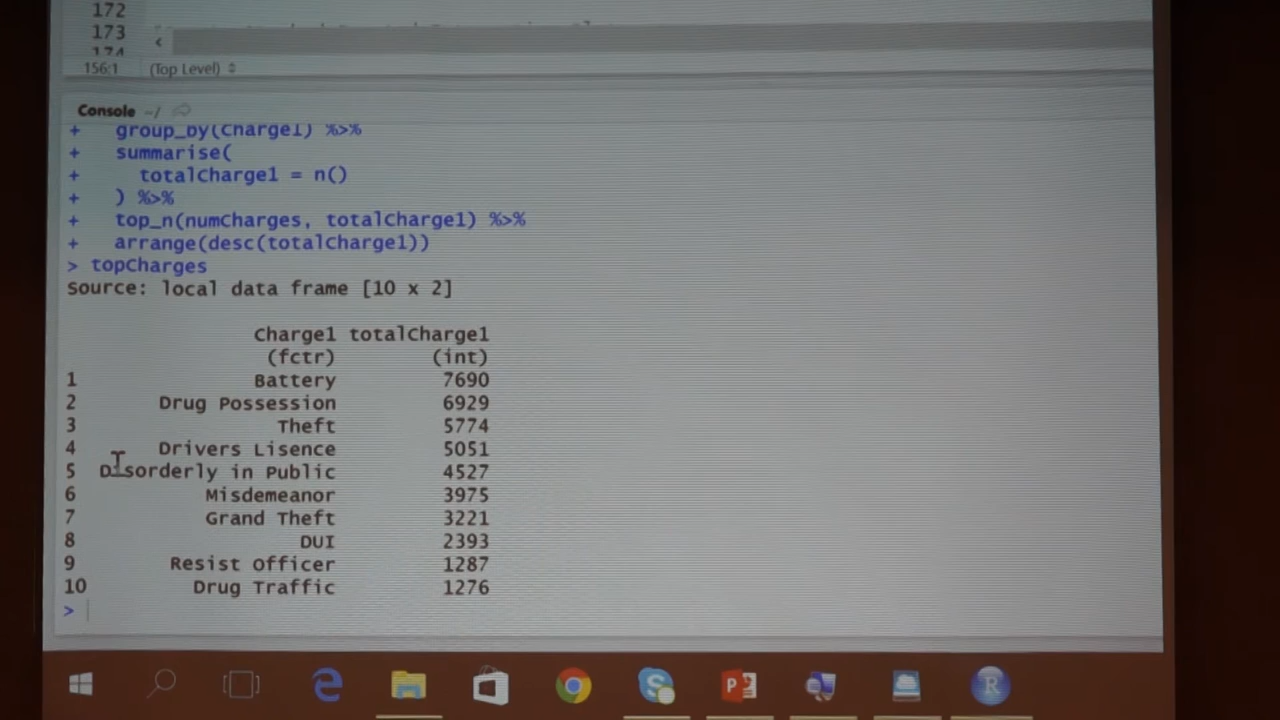 172
173
174
156:1 (Top Level)
Console ~/
+ group_by(Charge1) %>%
+ summarise(
+ totalCharge1 = n()
+ ) %>%
+ top_n(numCharges, totalCharge1) %>%
+ arrange(desc(totalCharge1))
> topCharges
Source: local data frame [10 x 2]
Charge1 totalCharge1
(fctr) (int)
1 Battery 7690
2 Drug Possession 6929
3 Theft 5774
4 Drivers Lisence 5051
5 Disorderly in Public 4527
6 Misdemeanor 3975
7 Grand Theft 3221
8 DUI 2393
9 Resist Officer 1287
10 Drug Traffic 1276
>